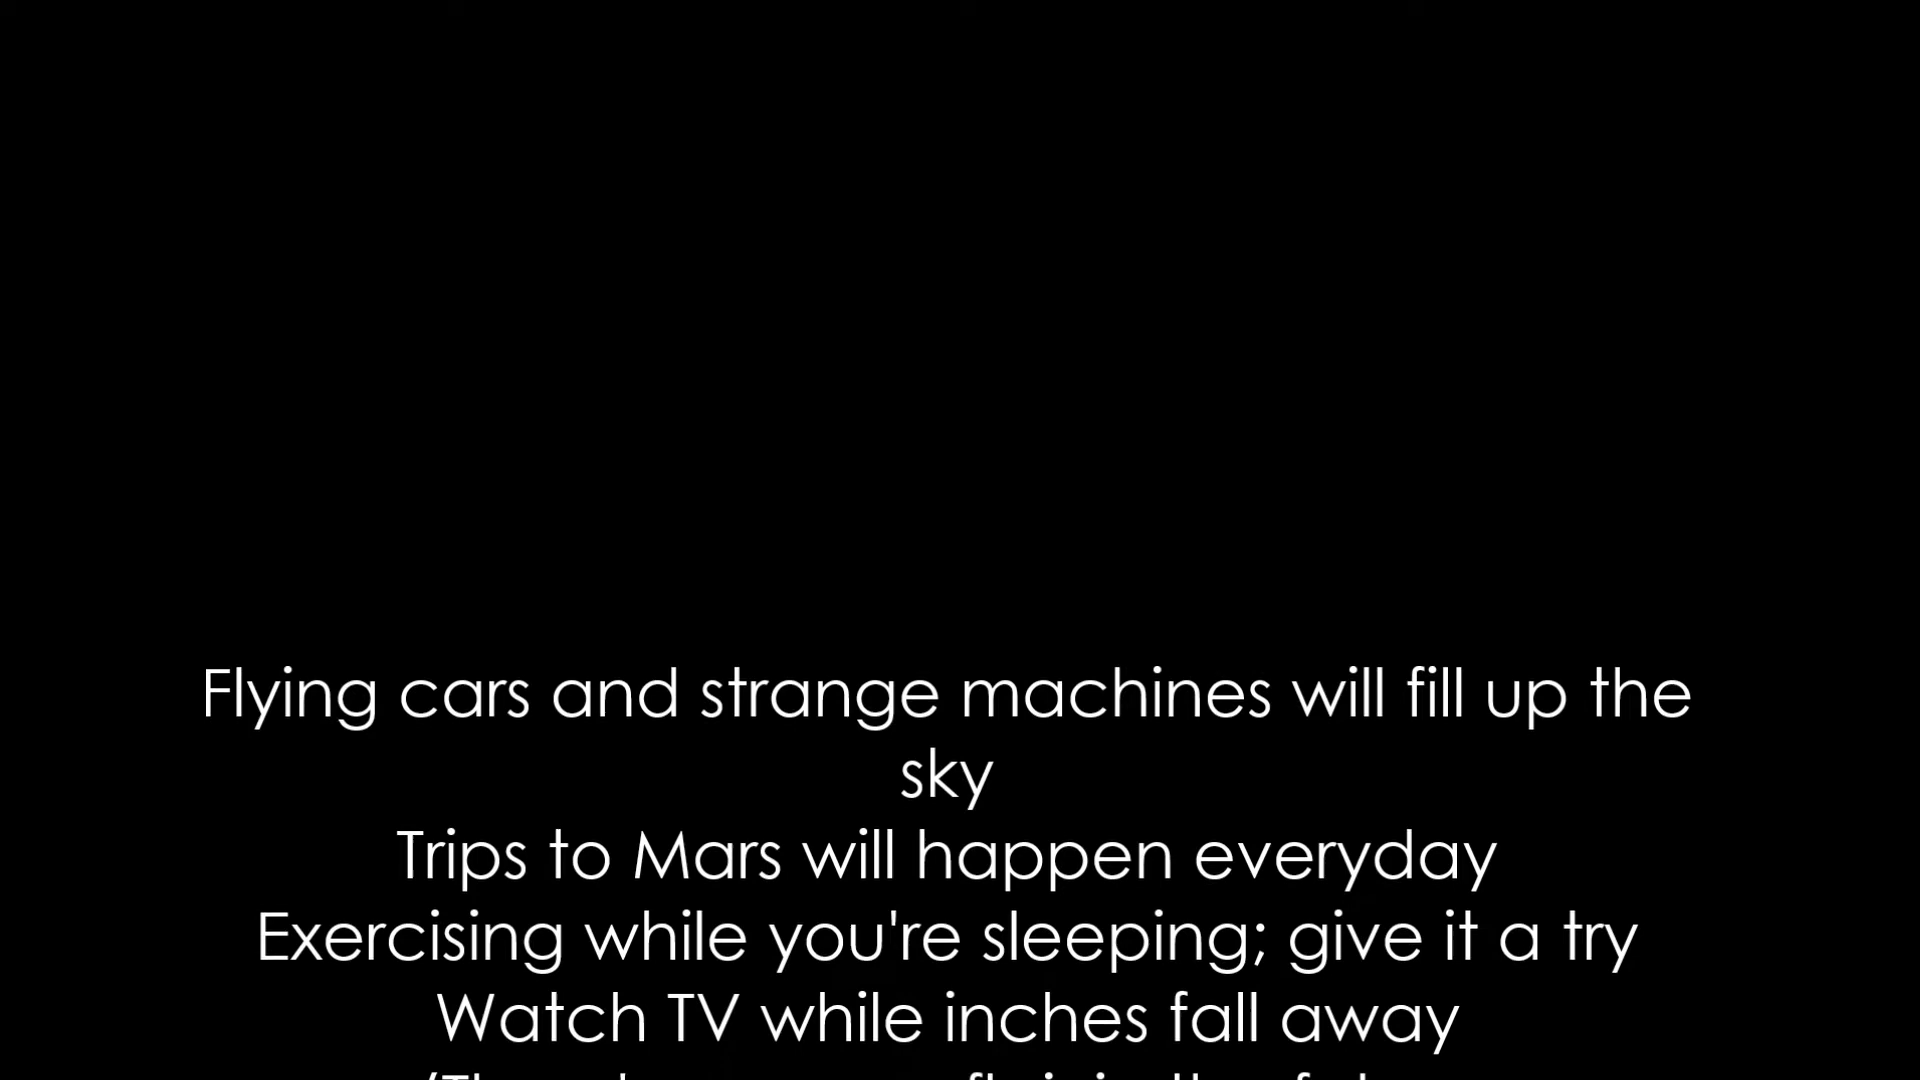 Flying cars and strange machines will fill up the
sky
Trips to Mars will happen everyday
Exercising while you're sleeping; give it a try
Watch TV while inches fall away